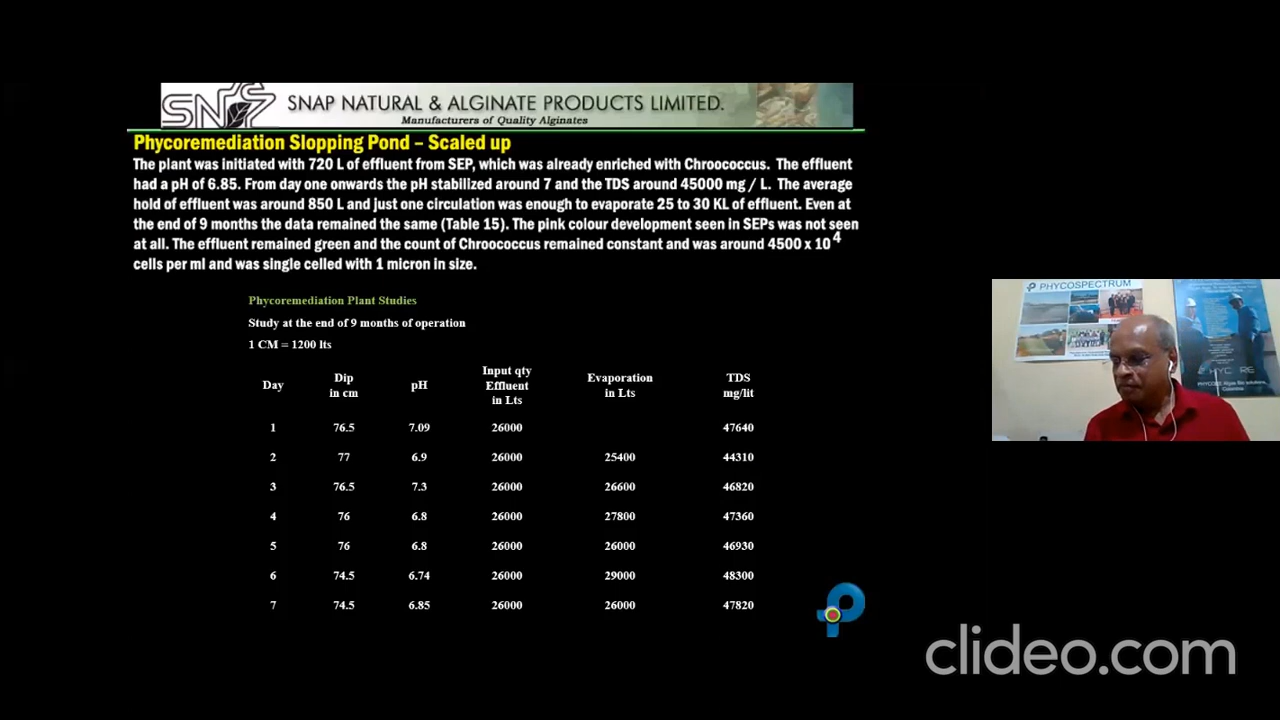 SNAP NATURAL & ALGINATE PRODUCTS LIMITED.
Manufacturers of Quality Alginates
Phycoremediation Slopping Pond – Scaled up
The plant was initiated with 720 L of effluent from SEP, which was already enriched with Chroococcus. The effluent
had a pH of 6.85. From day one onwards the pH stabilized around 7 and the TDS around 45000 mg / L. The average
hold of effluent was around 850 L and just one circulation was enough to evaporate 25 to 30 KL of effluent. Even at
the end of 9 months the data remained the same (Table 15). The pink colour development seen in SEPs was not seen
at all. The effluent remained green and the count of Chroococcus remained constant and was around 4500 x 10 4
cells per ml and was single celled with 1 micron in size.
Phycoremediation Plant Studies
Study at the end of 9 months of operation
1 CM = 1200 lts
Day Dip in cm pH Input qty Effluent in Lts Evaporation in Lts TDS mg/lit
1 76.5 7.09 26000 47640
2 77 6.9 26000 25400 44310
3 76.5 7.3 26000 26600 46820
4 76 6.8 26000 27800 47360
5 76 6.8 26000 26000 46930
6 74.5 6.74 26000 29000 48300
7 74.5 6.85 26000 26000 47820
PHYCOSPECTRUM
clideo.com